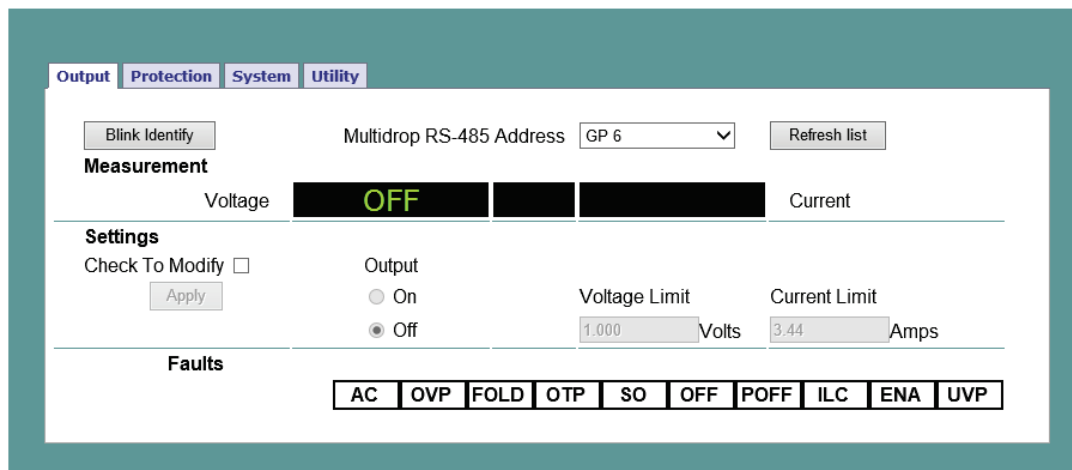 Output Protection System Utility
Blink Identify Multidrop RS-485 Address GP 6 Refresh list
Measurement
Voltage OFF Current
Settings
Check To Modify Output
Apply On Voltage Limit Current Limit
Off 1.000 Volts 3.44 Amps
Faults
AC OVP FOLD OTP SO OFF POFF ILC ENA UVP